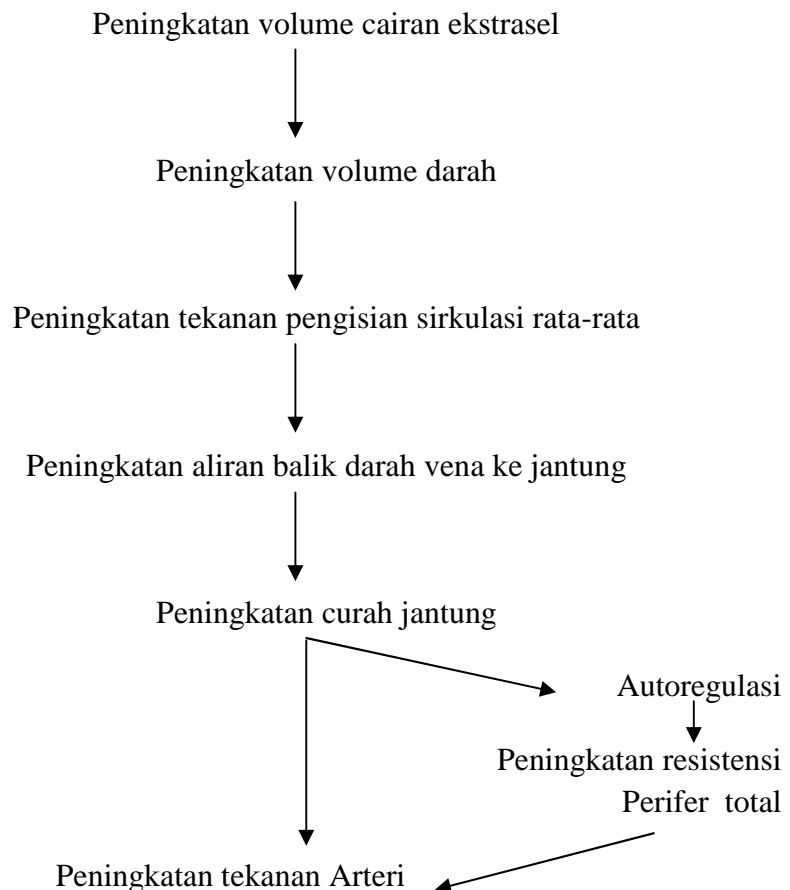 Peningkatan volume cairan ekstrasel
Peningkatan volume darah
Peningkatan tekanan pengisian sirkulasi rata-rata
Peningkatan aliran balik darah vena ke jantung
Peningkatan curah jantung
Autoregulasi
Peningkatan resistensi
Perifer total
Peningkatan tekanan Arteri